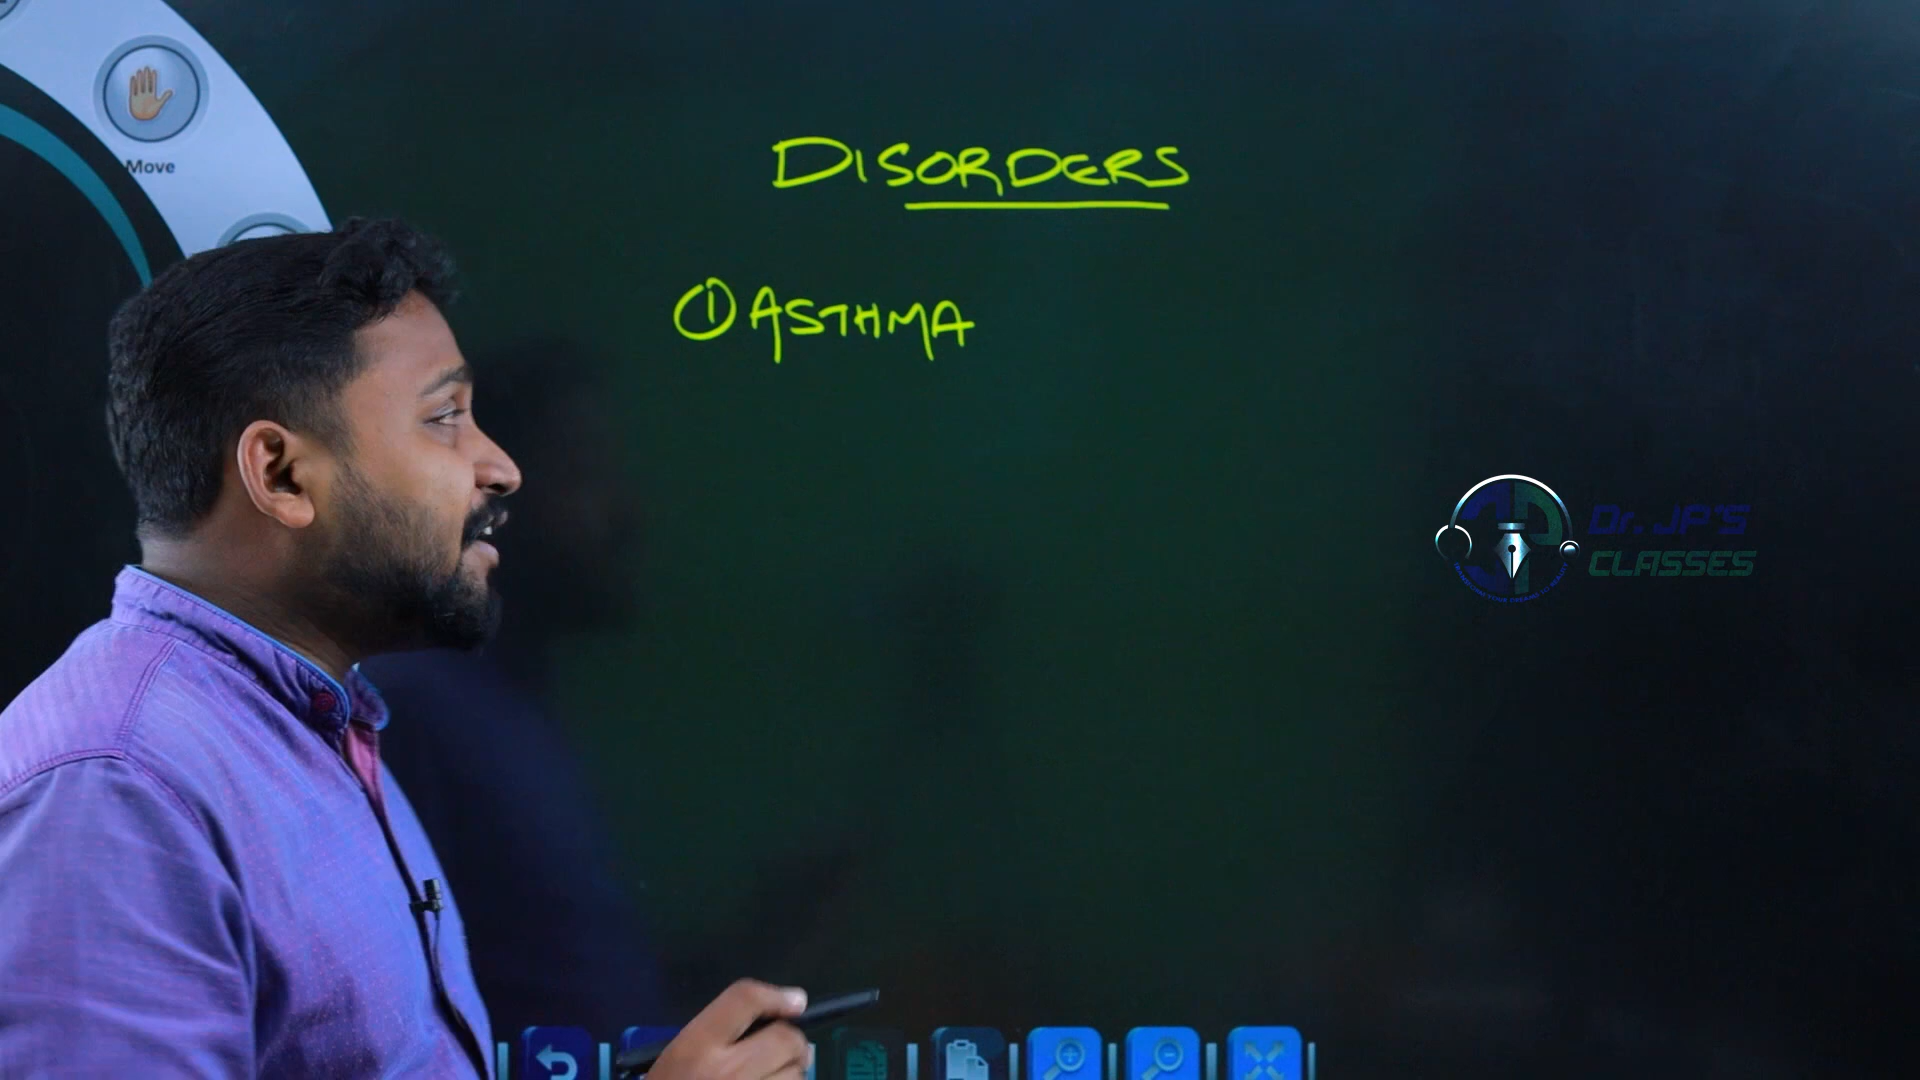 Move
DISORDERS
① ASTHMA
Dr. JP'S
CLASSES